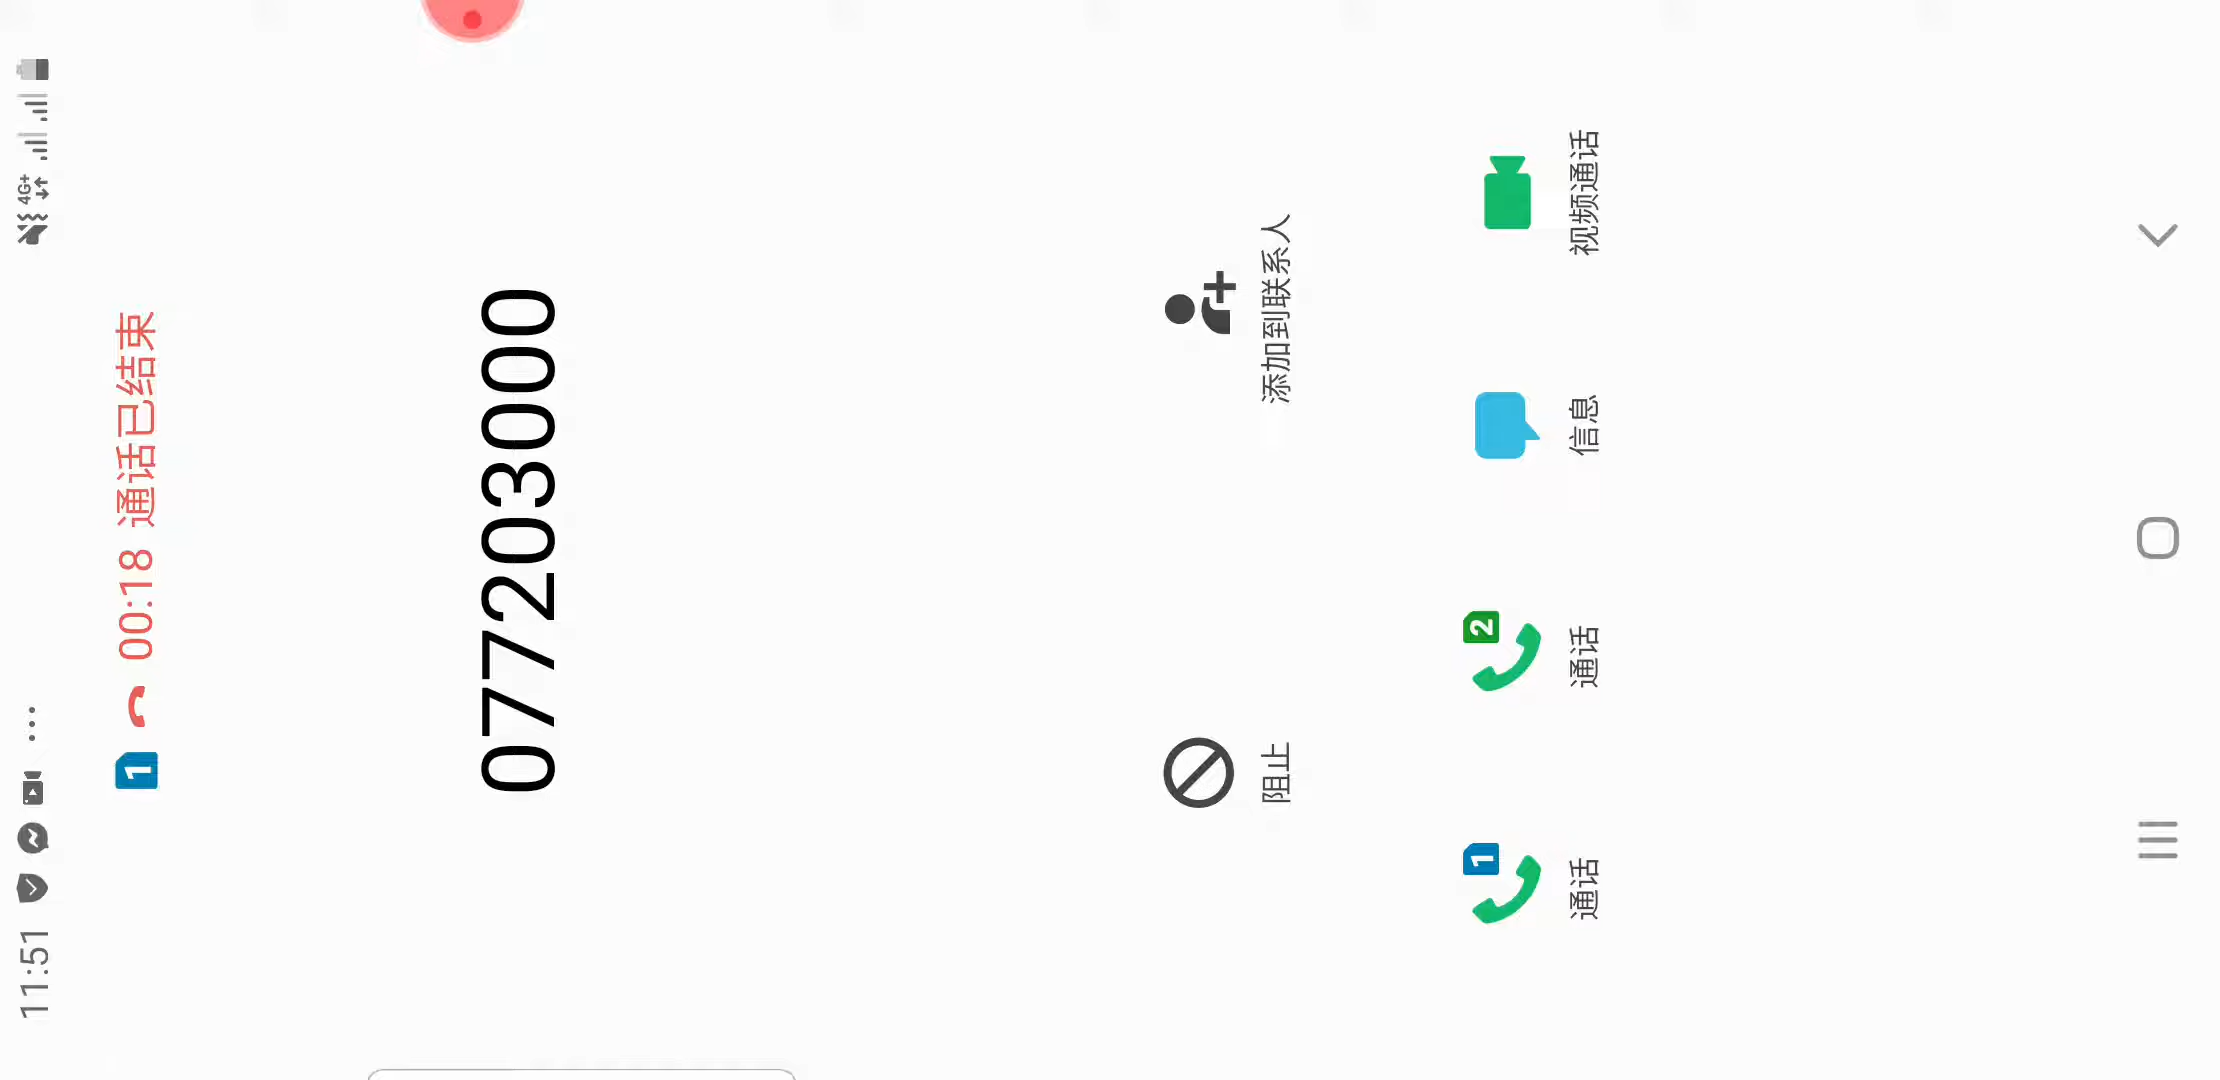 11:51
4G+
1 00:18 通话已结束
0772203000
阻止
添加到联系人
1
2
通话
通话
信息
视频通话